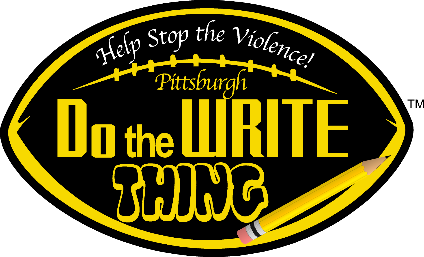 Help Stop the Violence!
Pittsburgh
Do the WRITE
THING
TM